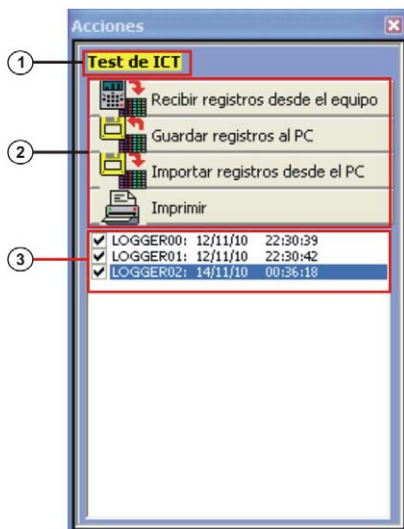 Acciones
1 Test de ICT
Recibir registros desde el equipo
2 Guardar registros al PC
Importar registros desde el PC
Imprimir
LOGGER00: 12/11/10 22:30:39
3 LOGGER01: 12/11/10 22:30:42
LOGGER02: 14/11/10 00:36:18